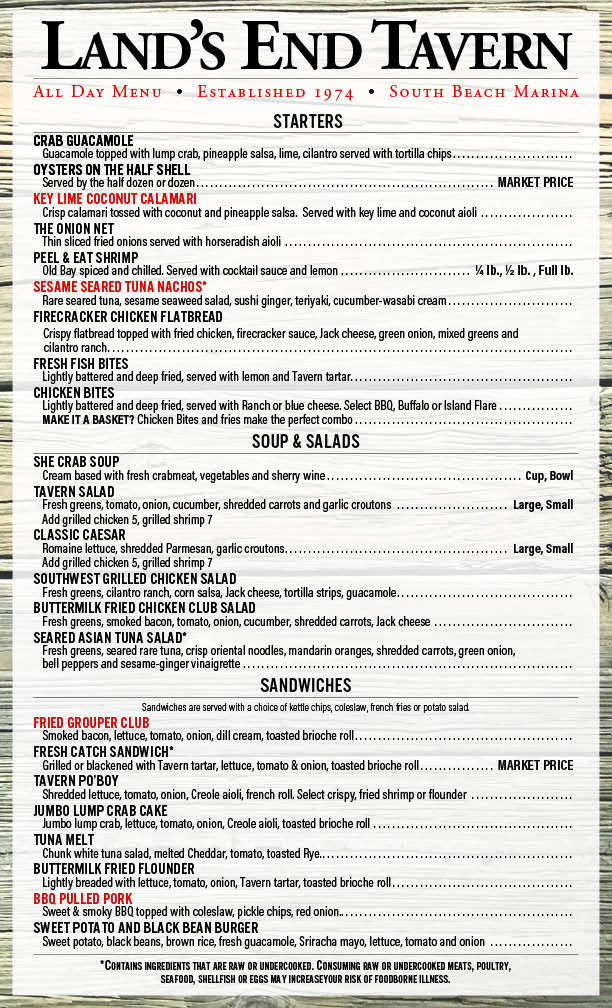 LAND'S END TAVERN
ALL DAY MENU • ESTABLISHED 1974 • SOUTH BEACH MARINA
STARTERS
CRAB GUACAMOLE
Guacamole topped with lump crab, pineapple salsa, lime, cilantro served with tortilla chips
OYSTERS ON THE HALF SHELL
Served by the half dozen or dozen MARKET PRICE
KEY LIME COCONUT CALAMARI
Crisp calamari tossed with coconut and pineapple salsa. Served with key lime and coconut aioli
THE ONION NET
Thin sliced fried onions served with horseradish aioli
PEEL & EAT SHRIMP
Old Bay spiced and chilled. Served with cocktail sauce and lemon ¼ lb., ½ lb. , Full lb.
SESAME SEARED TUNA NACHOS*
Rare seared tuna, sesame seaweed salad, sushi ginger, teriyaki, cucumber-wasabi cream
FIRECRACKER CHICKEN FLATBREAD
Crispy flatbread topped with fried chicken, firecracker sauce, Jack cheese, green onion, mixed greens and
cilantro ranch
FRESH FISH BITES
Lightly battered and deep fried, served with lemon and Tavern tartar
CHICKEN BITES
Lightly battered and deep fried, served with Ranch or blue cheese. Select BBQ, Buffalo or Island Flare
MAKE IT A BASKET? Chicken Bites and fries make the perfect combo
SOUP & SALADS
SHE CRAB SOUP
Cream based with fresh crabmeat, vegetables and sherry wine Cup, Bowl
TAVERN SALAD
Fresh greens, tomato, onion, cucumber, shredded carrots and garlic croutons Large, Small
Add grilled chicken 5, grilled shrimp 7
CLASSIC CAESAR
Romaine lettuce, shredded Parmesan, garlic croutons Large, Small
Add grilled chicken 5, grilled shrimp 7
SOUTHWEST GRILLED CHICKEN SALAD
Fresh greens, cilantro ranch, corn salsa, Jack cheese, tortilla strips, guacamole
BUTTERMILK FRIED CHICKEN CLUB SALAD
Fresh greens, smoked bacon, tomato, onion, cucumber, shredded carrots, Jack cheese
SEARED ASIAN TUNA SALAD*
Fresh greens, seared rare tuna, crisp oriental noodles, mandarin oranges, shredded carrots, green onion,
bell peppers and sesame-ginger vinaigrette
SANDWICHES
Sandwiches are served with a choice of kettle chips, coleslaw, french fries or potato salad.
FRIED GROUPER CLUB
Smoked bacon, lettuce, tomato, onion, dill cream, toasted brioche roll
FRESH CATCH SANDWICH*
Grilled or blackened with Tavern tartar, lettuce, tomato & onion, toasted brioche roll MARKET PRICE
TAVERN PO'BOY
Shredded lettuce, tomato, onion, Creole aioli, french roll. Select crispy, fried shrimp or flounder
JUMBO LUMP CRAB CAKE
Jumbo lump crab, lettuce, tomato, onion, Creole aioli, toasted brioche roll
TUNA MELT
Chunk white tuna salad, melted Cheddar, tomato, toasted Rye.
BUTTERMILK FRIED FLOUNDER
Lightly breaded with lettuce, tomato, onion, Tavern tartar, toasted brioche roll
BBQ PULLED PORK
Sweet & smoky BBQ topped with coleslaw, pickle chips, red onion.
SWEET POTATO AND BLACK BEAN BURGER
Sweet potato, black beans, brown rice, fresh guacamole, Sriracha mayo, lettuce, tomato and onion
*CONTAINS INGREDIENTS THAT ARE RAW OR UNDERCOOKED. CONSUMING RAW OR UNDERCOOKED MEATS, POULTRY,
SEAFOOD, SHELLFISH OR EGGS MAY INCREASEYOUR RISK OF FOODBORNE ILLNESS.